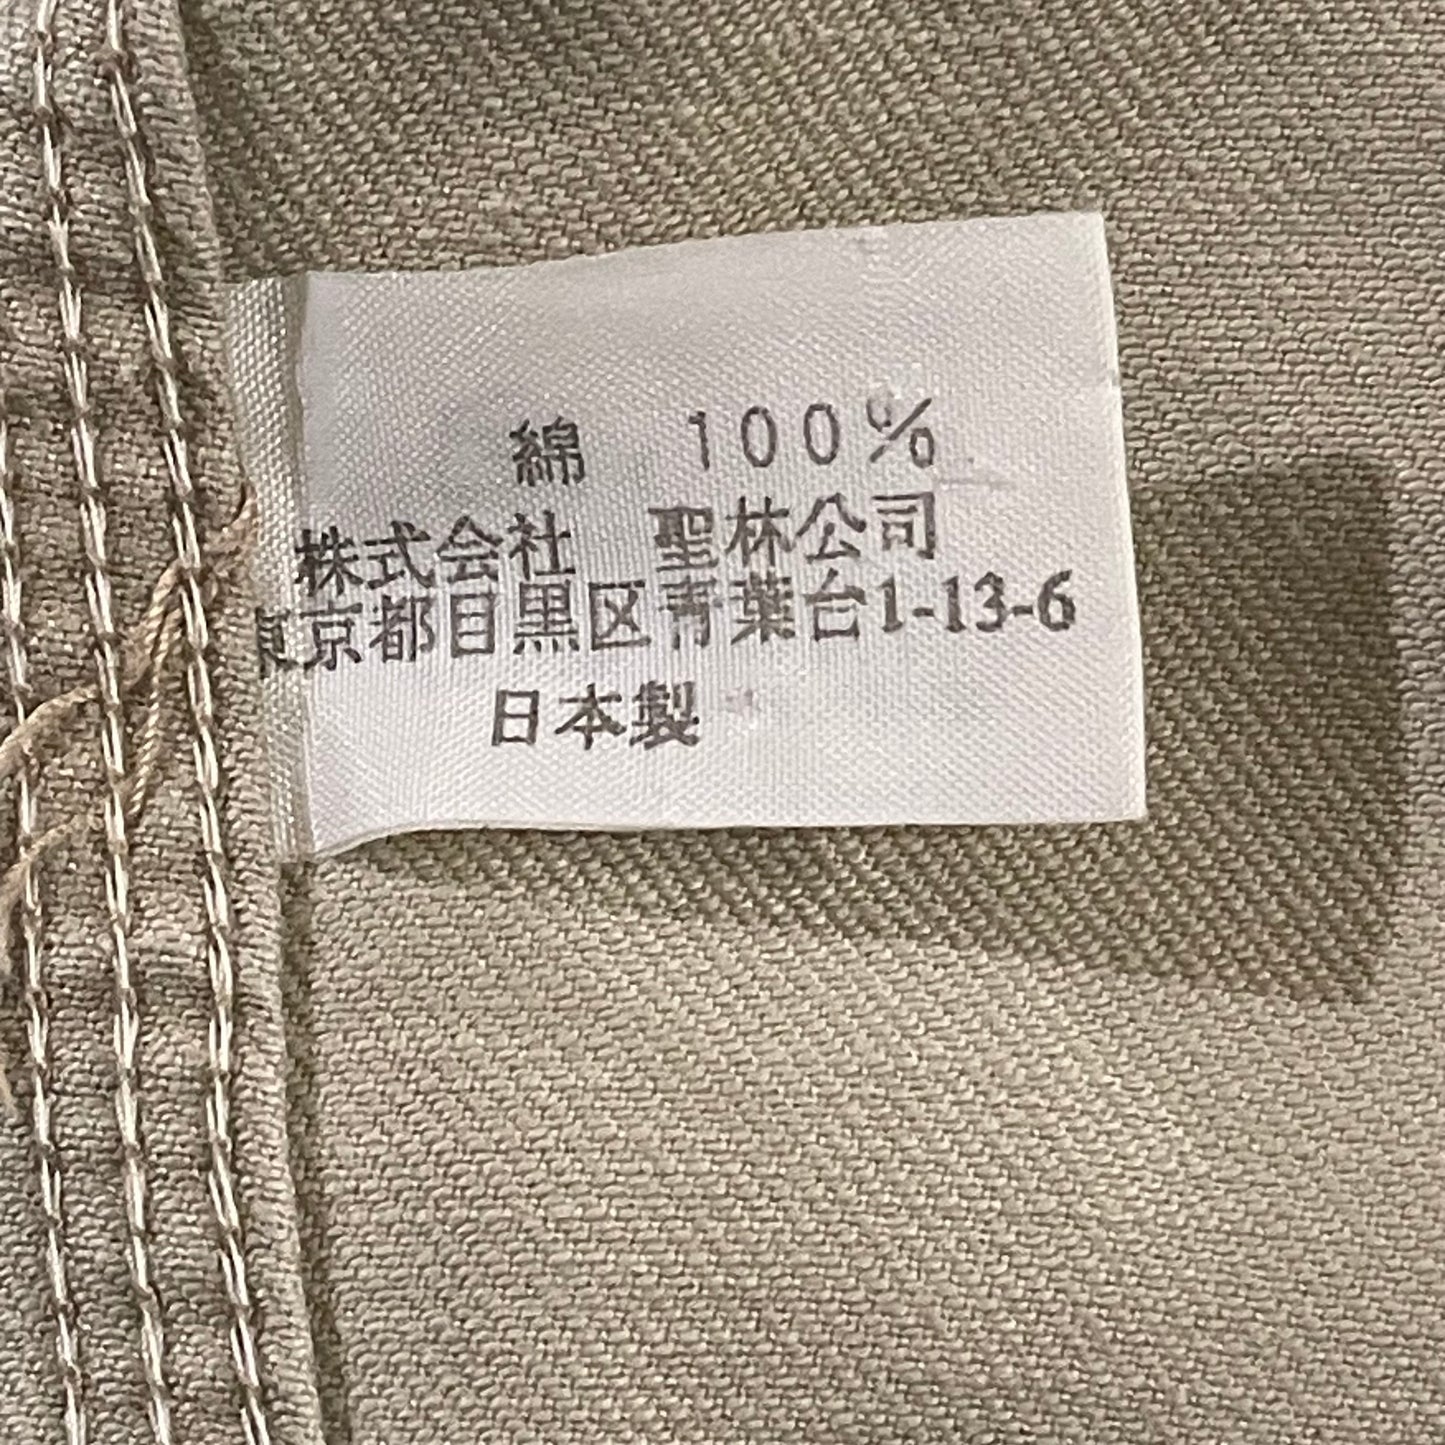 綿 100%
株式会社 聖林公司
東京都目黒区青葉台1-13-6
日本製